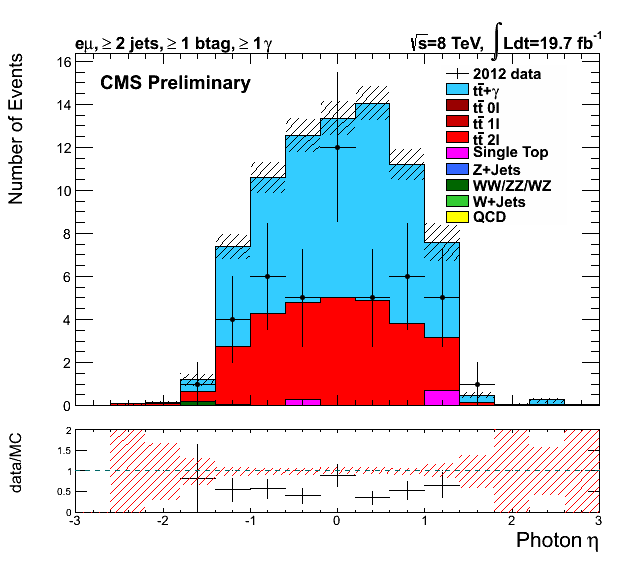 eμ, ≥ 2 jets, ≥ 1 btag, ≥ 1 γ
√s=8 TeV, ∫Ldt=19.7 fb⁻¹
CMS Preliminary
Number of Events
16
14
12
10
8
6
4
2
0
2012 data
tt̄+γ
tt̄ 0l
tt̄ 1l
tt̄ 2l
Single Top
Z+Jets
WW/ZZ/WZ
W+Jets
QCD
data/MC
2
1.5
1
0.5
0
-3 -2 -1 0 1 2 3
Photon η